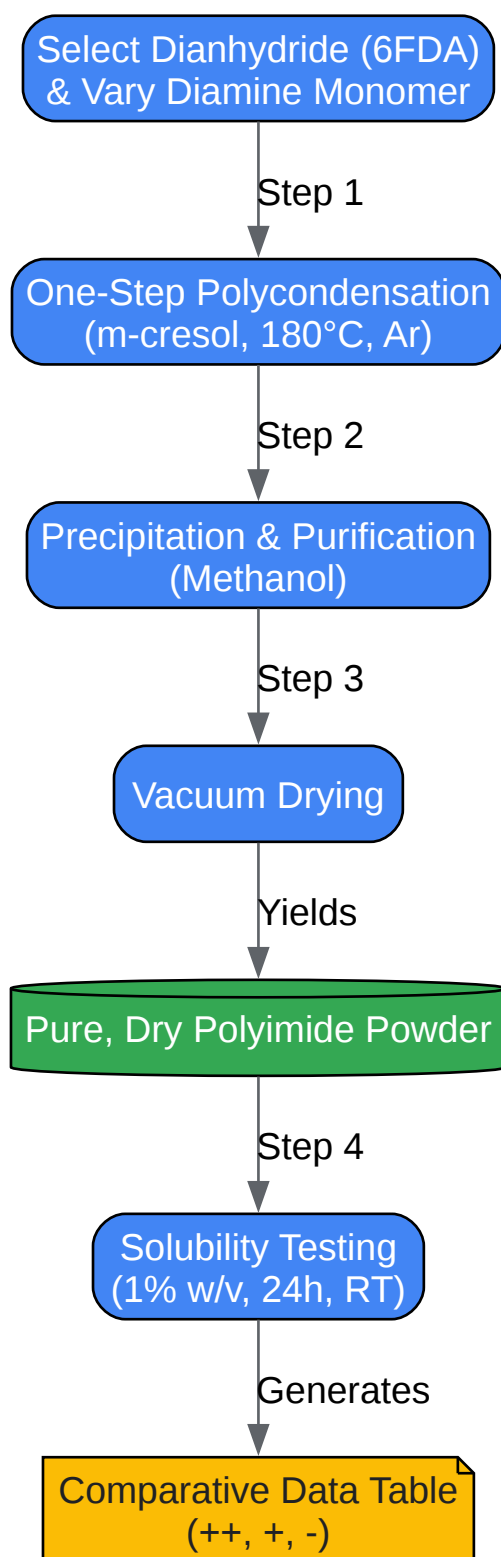 Select Dianhydride (6FDA)
& Vary Diamine Monomer
Step 1
One-Step Polycondensation
(m-cresol, 180°C, Ar)
Step 2
Precipitation & Purification
(Methanol)
Step 3
Vacuum Drying
Yields
Pure, Dry Polyimide Powder
Step 4
Solubility Testing
(1% w/v, 24h, RT)
Generates
Comparative Data Table
(++, +, -)